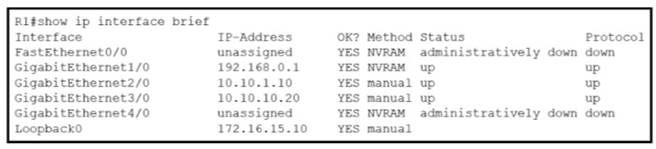 R1#show ip interface brief
Interface IP-Address OK? Method Status Protocol
FastEthernet0/0 unassigned YES NVRAM administratively down down
GigabitEthernet1/0 192.168.0.1 YES NVRAM up up
GigabitEthernet2/0 10.10.1.10 YES manual up up
GigabitEthernet3/0 10.10.10.20 YES manual up up
GigabitEthernet4/0 unassigned YES NVRAM administratively down down
Loopback0 172.16.15.10 YES manual